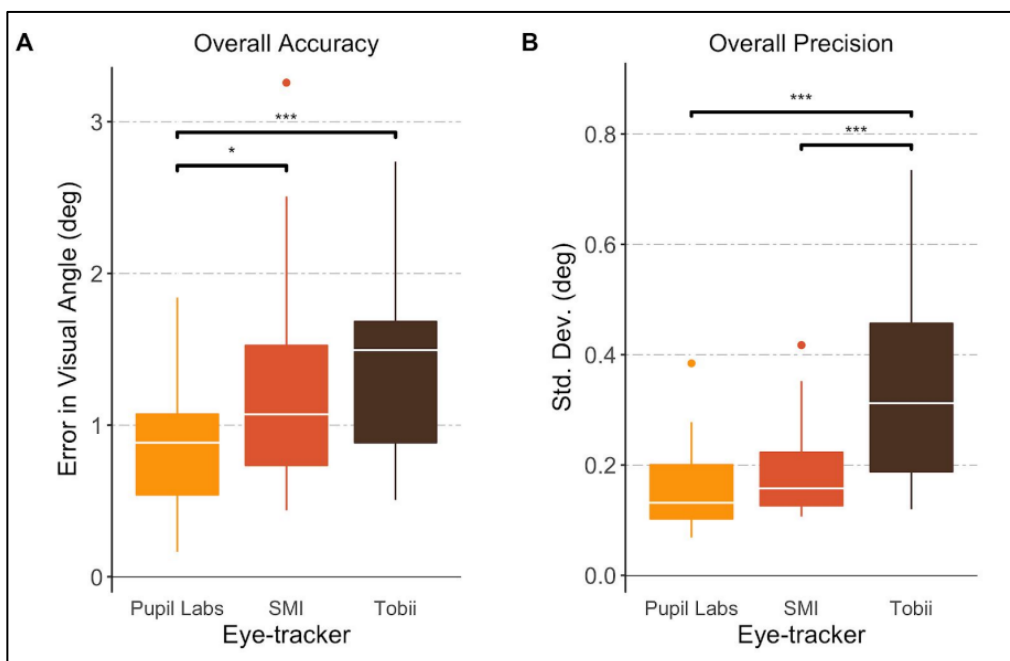 A
Overall Accuracy
Error in Visual Angle (deg)
3
2
1
0
***
*
Pupil Labs SMI Tobii
Eye-tracker
B
Overall Precision
Std. Dev. (deg)
0.8
0.6
0.4
0.2
0.0
***
***
Pupil Labs SMI Tobii
Eye-tracker